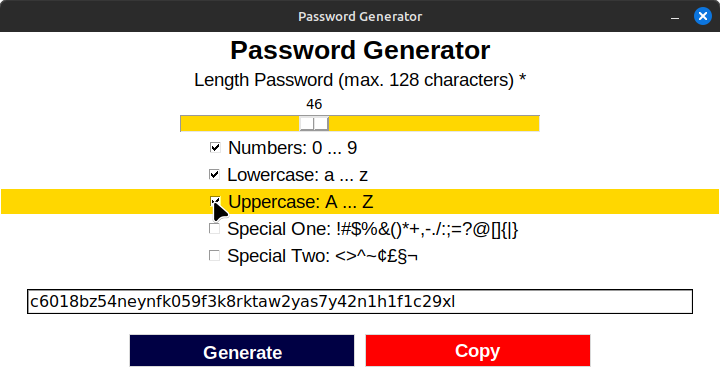 Password Generator
Password Generator
Length Password (max. 128 characters) *
46
Numbers: 0 ... 9
Lowercase: a ... z
Uppercase: A ... Z
Special One: !#$%&()*+,-./:;=?@[]{|}
Special Two: <>^~¢£§¬
c6018bz54neynfk059f3k8rktaw2yas7y42n1h1f1c29xl
Generate
Copy